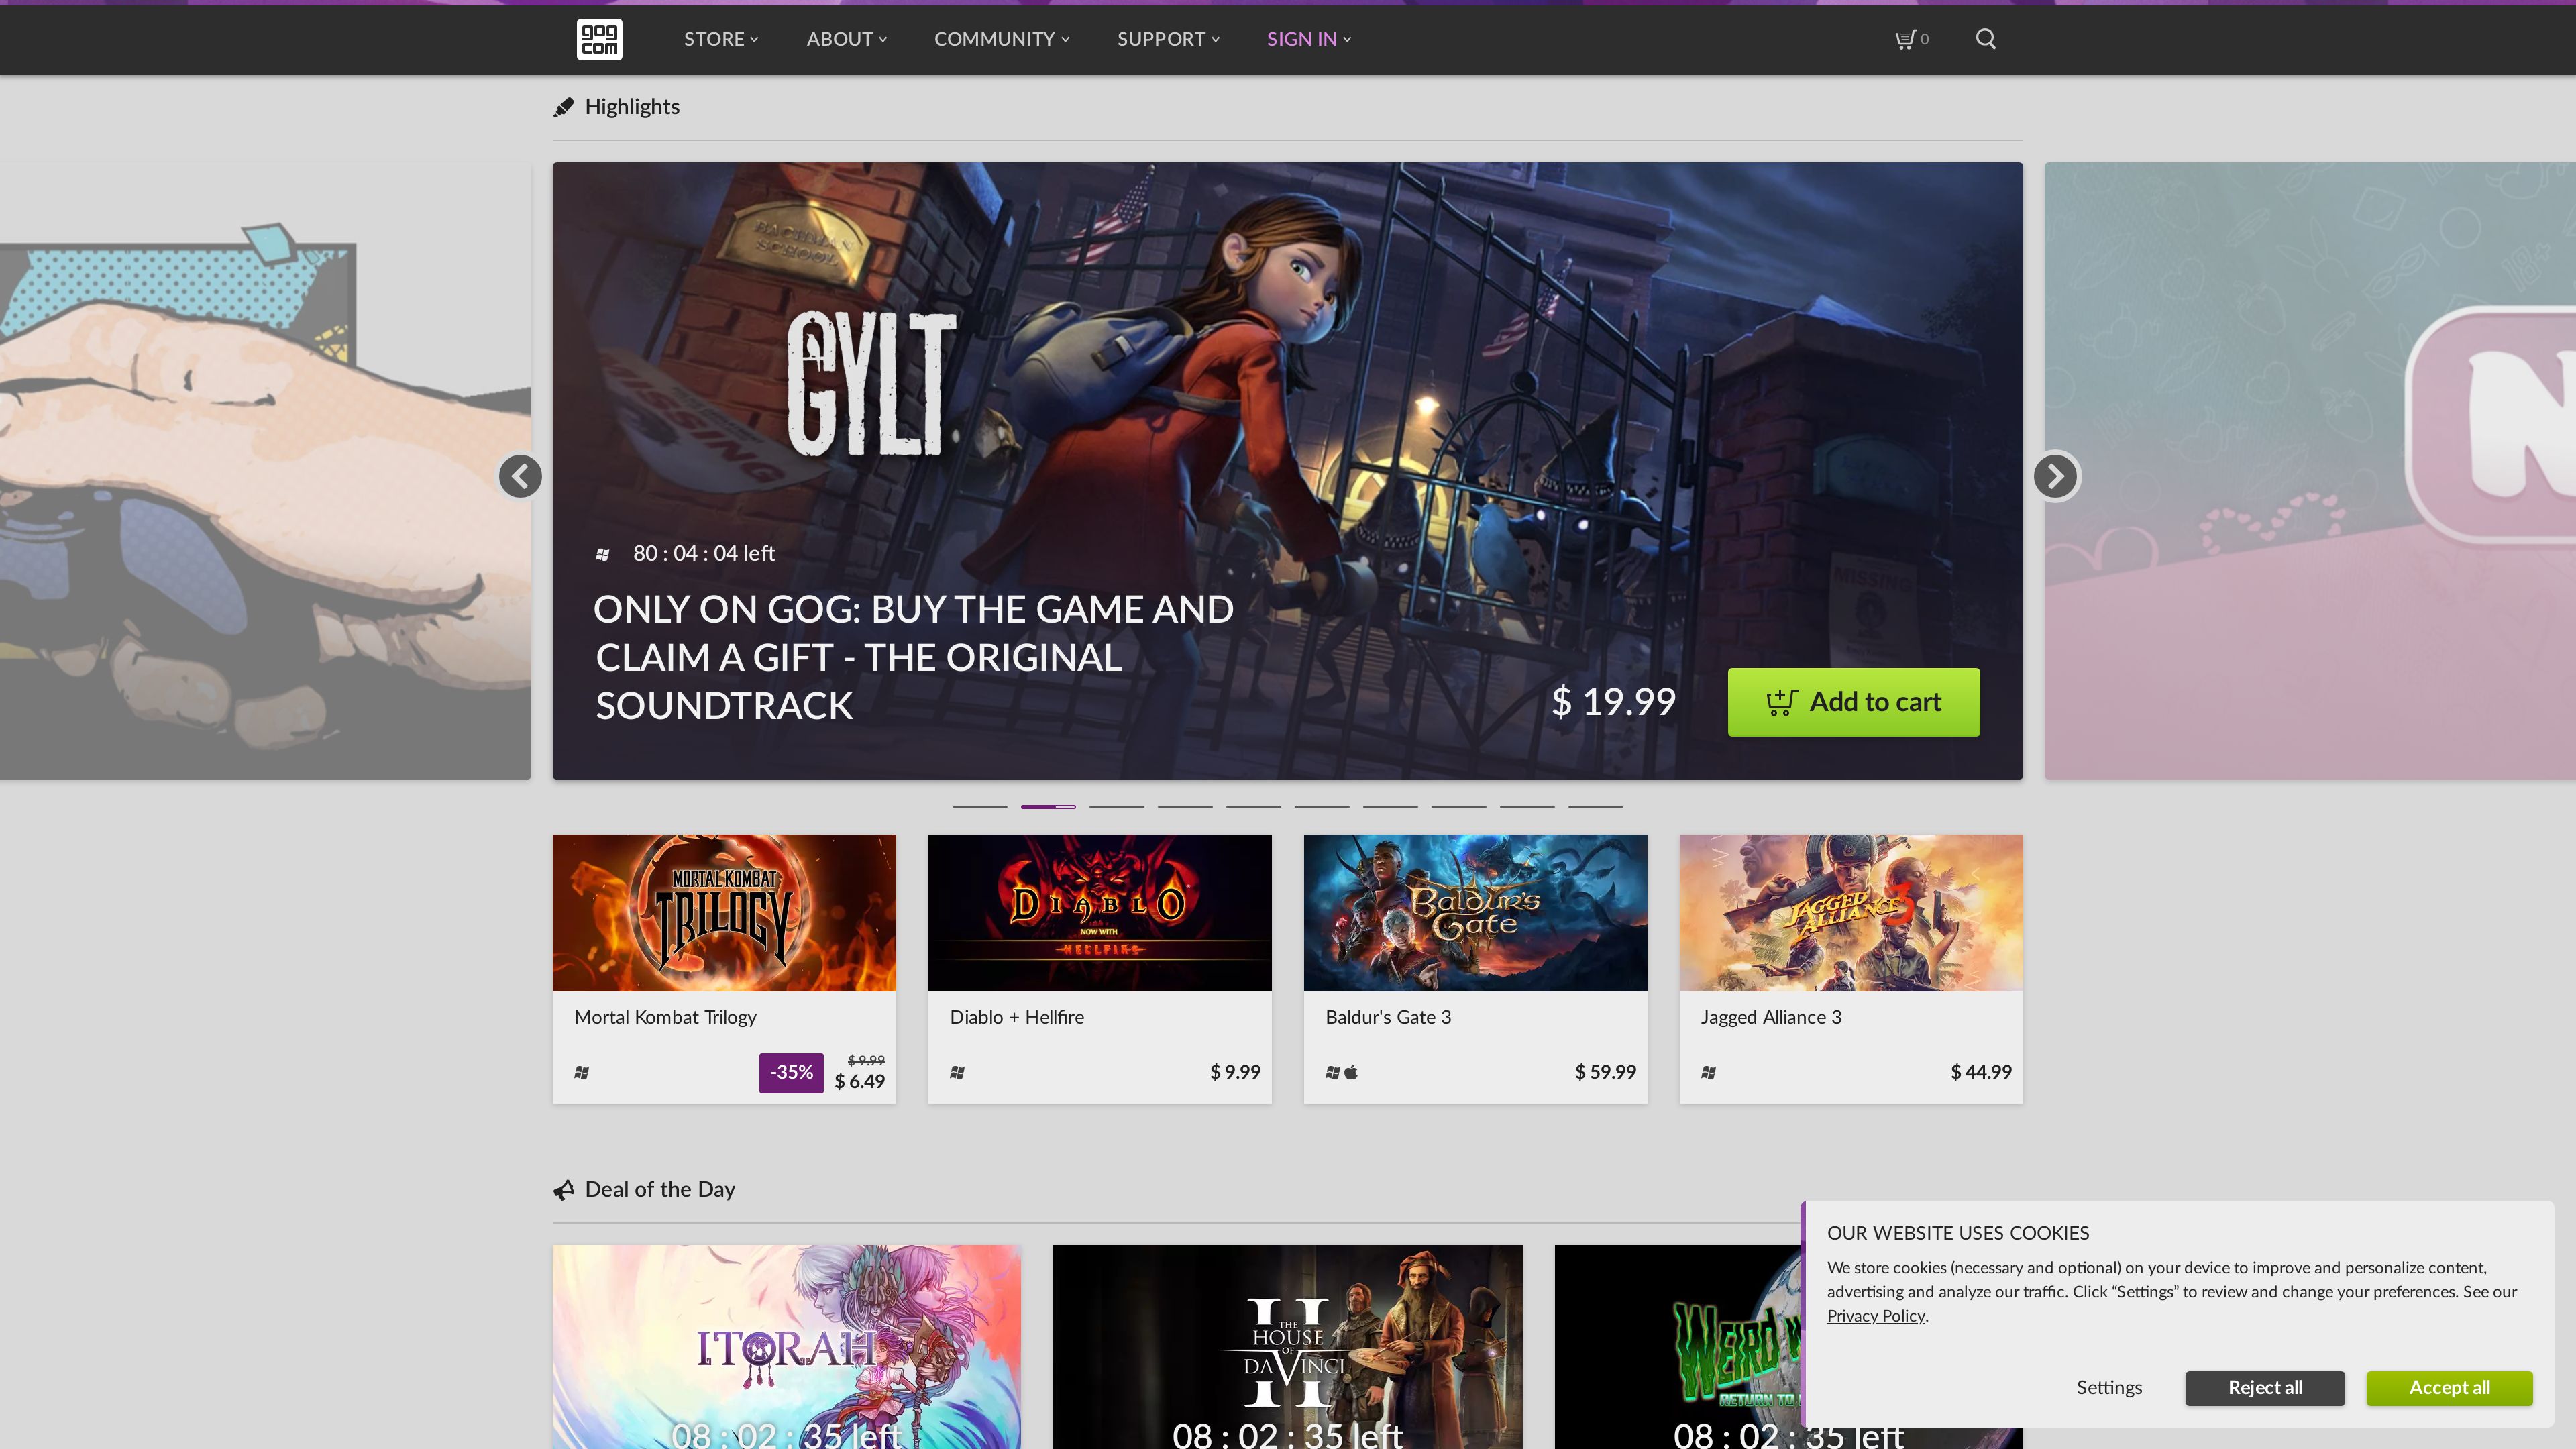 gog com
STORE
ABOUT
COMMUNITY
SUPPORT
SIGN IN
0
Highlights
BACHMAN SCHOOL
GYLT
MISSING
MISSING
18+
N
80 : 04 : 04 left
ONLY ON GOG: BUY THE GAME AND
CLAIM A GIFT - THE ORIGINAL
SOUNDTRACK
$ 19.99
Add to cart
MORTAL KOMBAT
TRILOGY
DIABLO
NOW WITH
HELLFIRE
Baldur's
Gate
JAGGED
ALLIANCE 3
Mortal Kombat Trilogy
-35%
$ 9.99
$ 6.49
Diablo + Hellfire
$ 9.99
Baldur's Gate 3
$ 59.99
Jagged Alliance 3
$ 44.99
Deal of the Day
ITORAH
08 : 02 : 35 left
II
THE
HOUSE
OF
DA VINCI
II
08 : 02 : 35 left
WEIRD
RETURN TO
08 : 02 : 35 left
OUR WEBSITE USES COOKIES
We store cookies (necessary and optional) on your device to improve and personalize content,
advertising and analyze our traffic. Click “Settings” to review and change your preferences. See our
Privacy Policy.
Settings
Reject all
Accept all